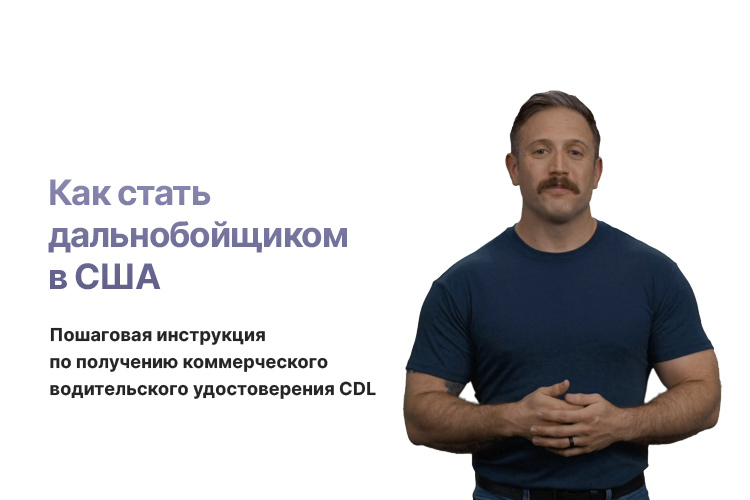 Как стать
дальнобойщиком
в США
Пошаговая инструкция
по получению коммерческого
водительского удостоверения CDL